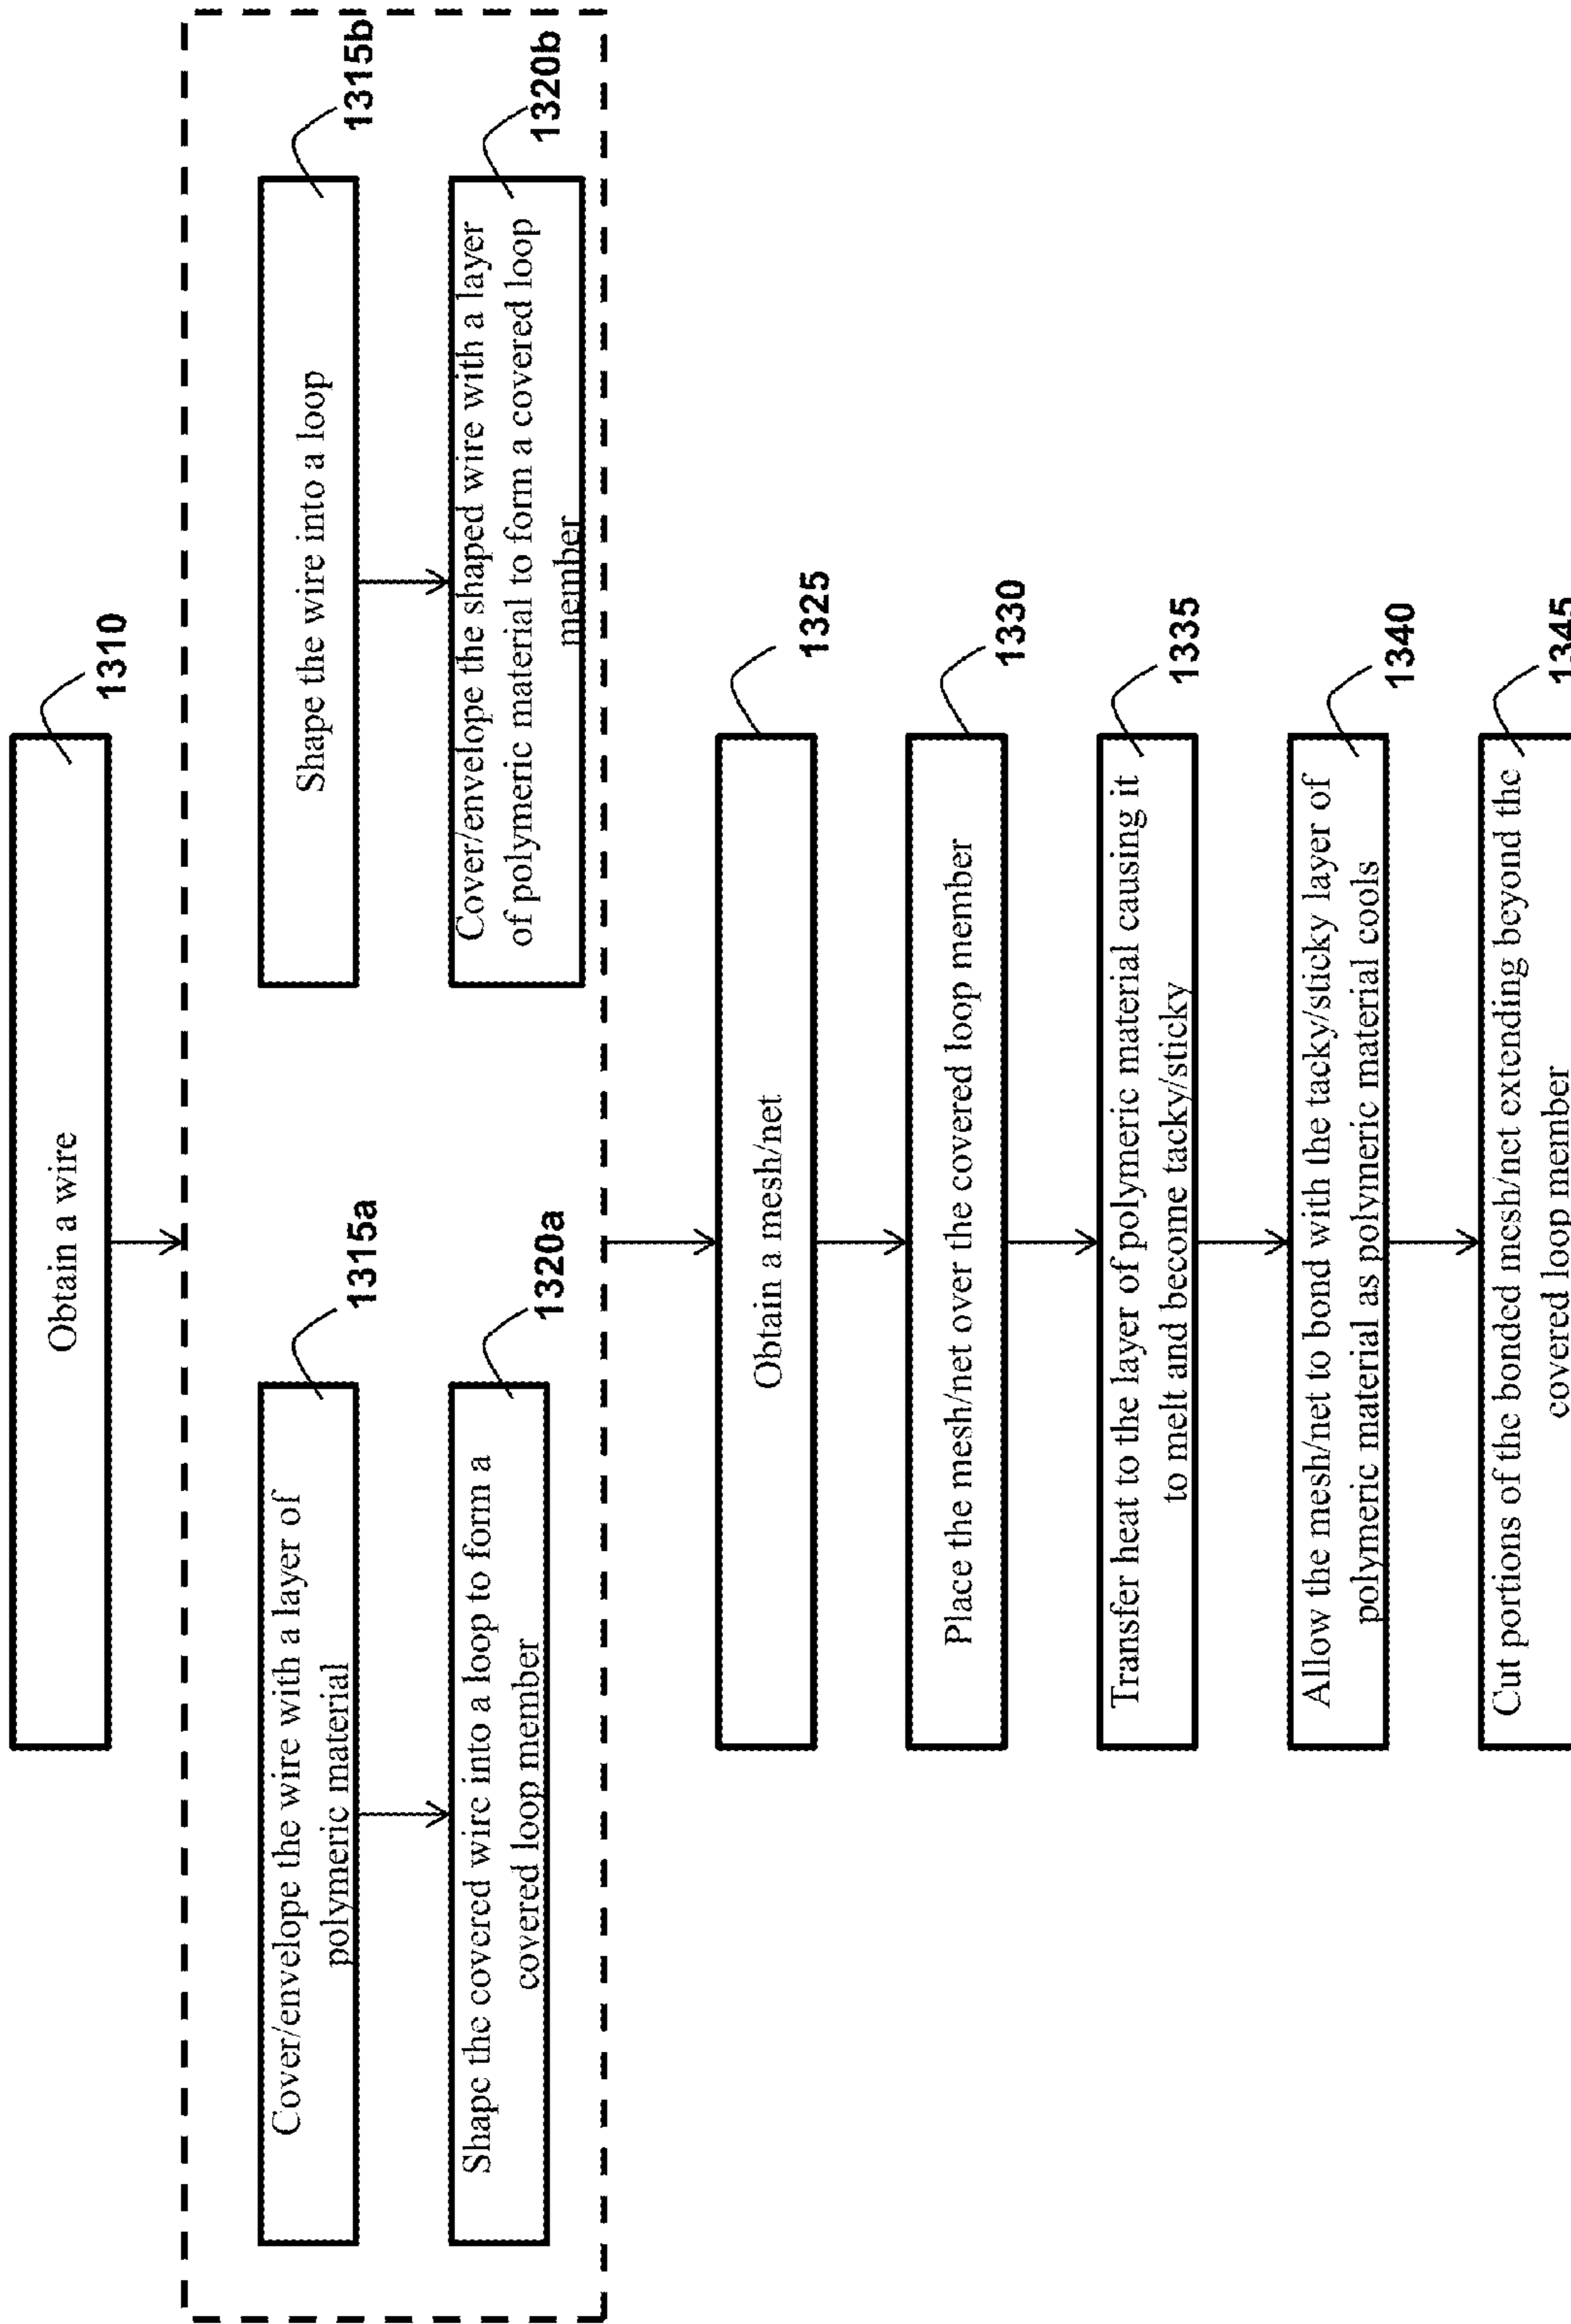 Obtain a wire
1310
Cover/envelope the wire with a layer of
polymeric material
1315a
Shape the covered wire into a loop to form a
covered loop member
1320a
Shape the wire into a loop
1315b
Cover/envelope the shaped wire with a layer
of polymeric material to form a covered loop
member
1320b
Obtain a mesh/net
1325
Place the mesh/net over the covered loop member
1330
Transfer heat to the layer of polymeric material causing it
to melt and become tacky/sticky
1335
Allow the mesh/net to bond with the tacky/sticky layer of
polymeric material as polymeric material cools
1340
Cut portions of the bonded mesh/net extending beyond the
covered loop member
1345